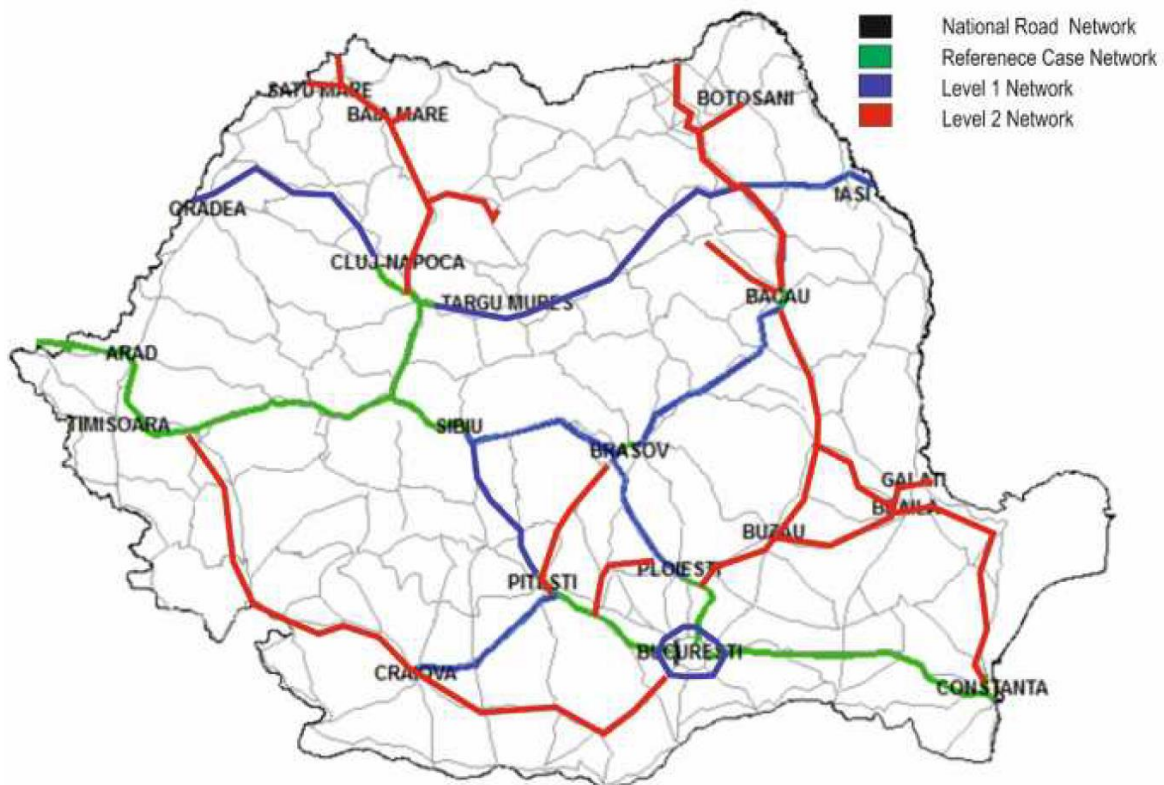 National Road Network
Referenece Case Network
Level 1 Network
Level 2 Network
SATU MARE
BAIA MARE
BOTOSANI
ORADEA
IASI
CLUJ-NAPOCA
TARGU MURES
BACAU
ARAD
TIMISOARA
SIBIU
BRASOV
GALATI
BRAILA
BUZAU
PITESTI
PLOIESTI
BUCURESTI
CRAIOVA
CONSTANTA